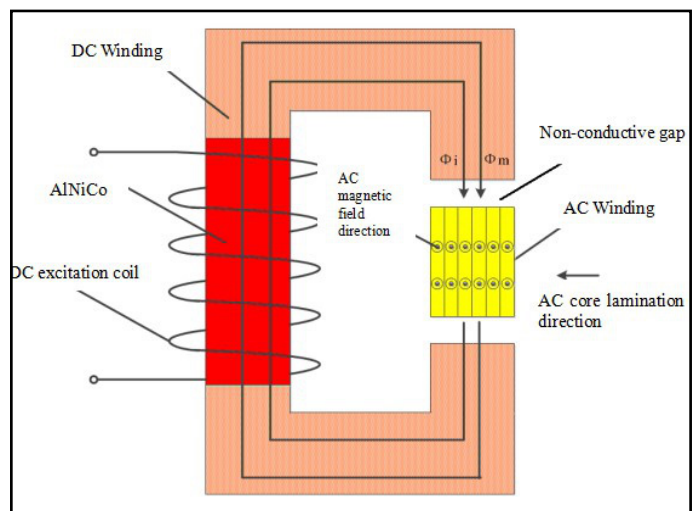 DC Winding
Non-conductive gap
Φi
Φm
AC
magnetic
field
direction
AlNiCo
AC Winding
DC excitation coil
AC core lamination
direction